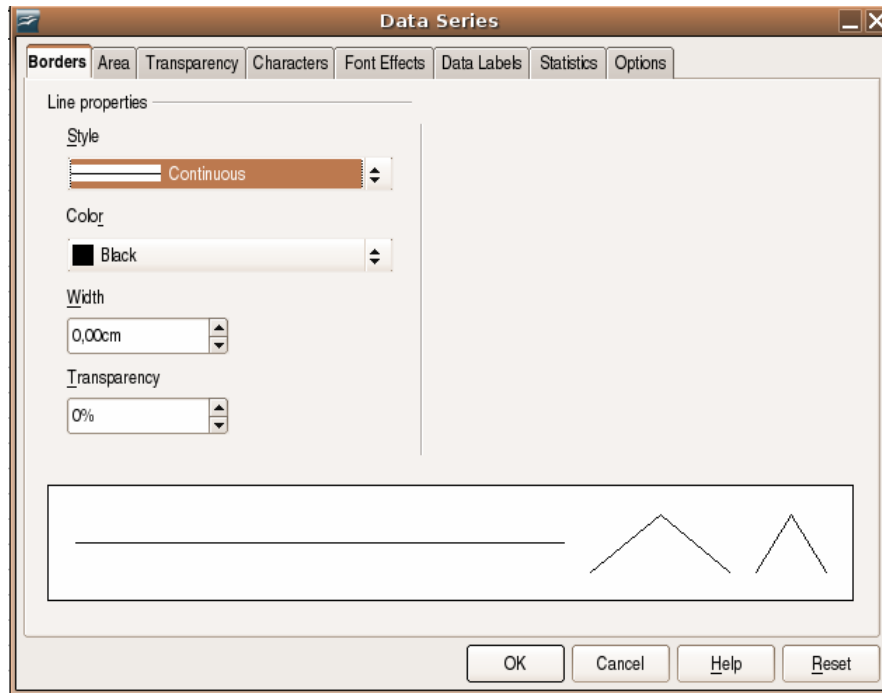 Data Series
Borders Area Transparency Characters Font Effects Data Labels Statistics Options
Line properties
Style
Continuous
Color
Black
Width
0,00cm
Transparency
0%
OK Cancel Help Reset